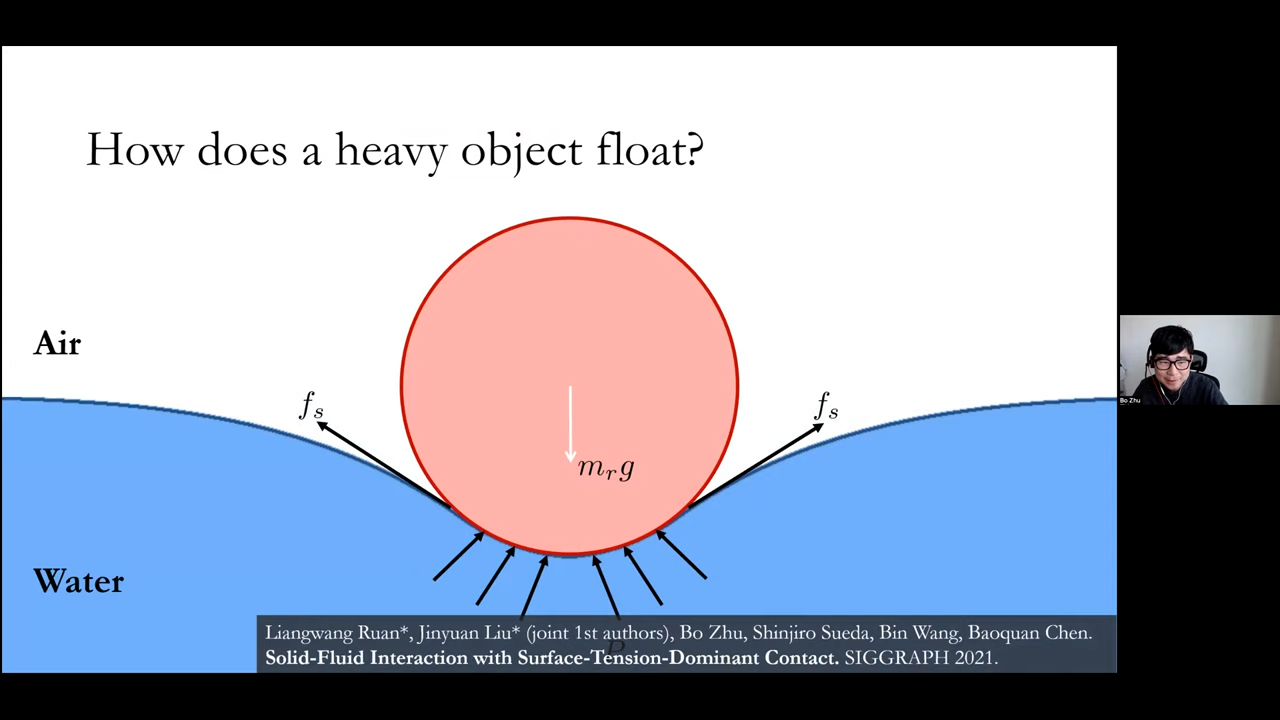 How does a heavy object float?
Air
f_s
f_s
m_r g
Water
Liangwang Ruan*, Jinyuan Liu* (joint 1st authors), Bo Zhu, Shinjiro Sueda, Bin Wang, Baoquan Chen.
Solid-Fluid Interaction with Surface-Tension-Dominant Contact. SIGGRAPH 2021.
Bo Zhu